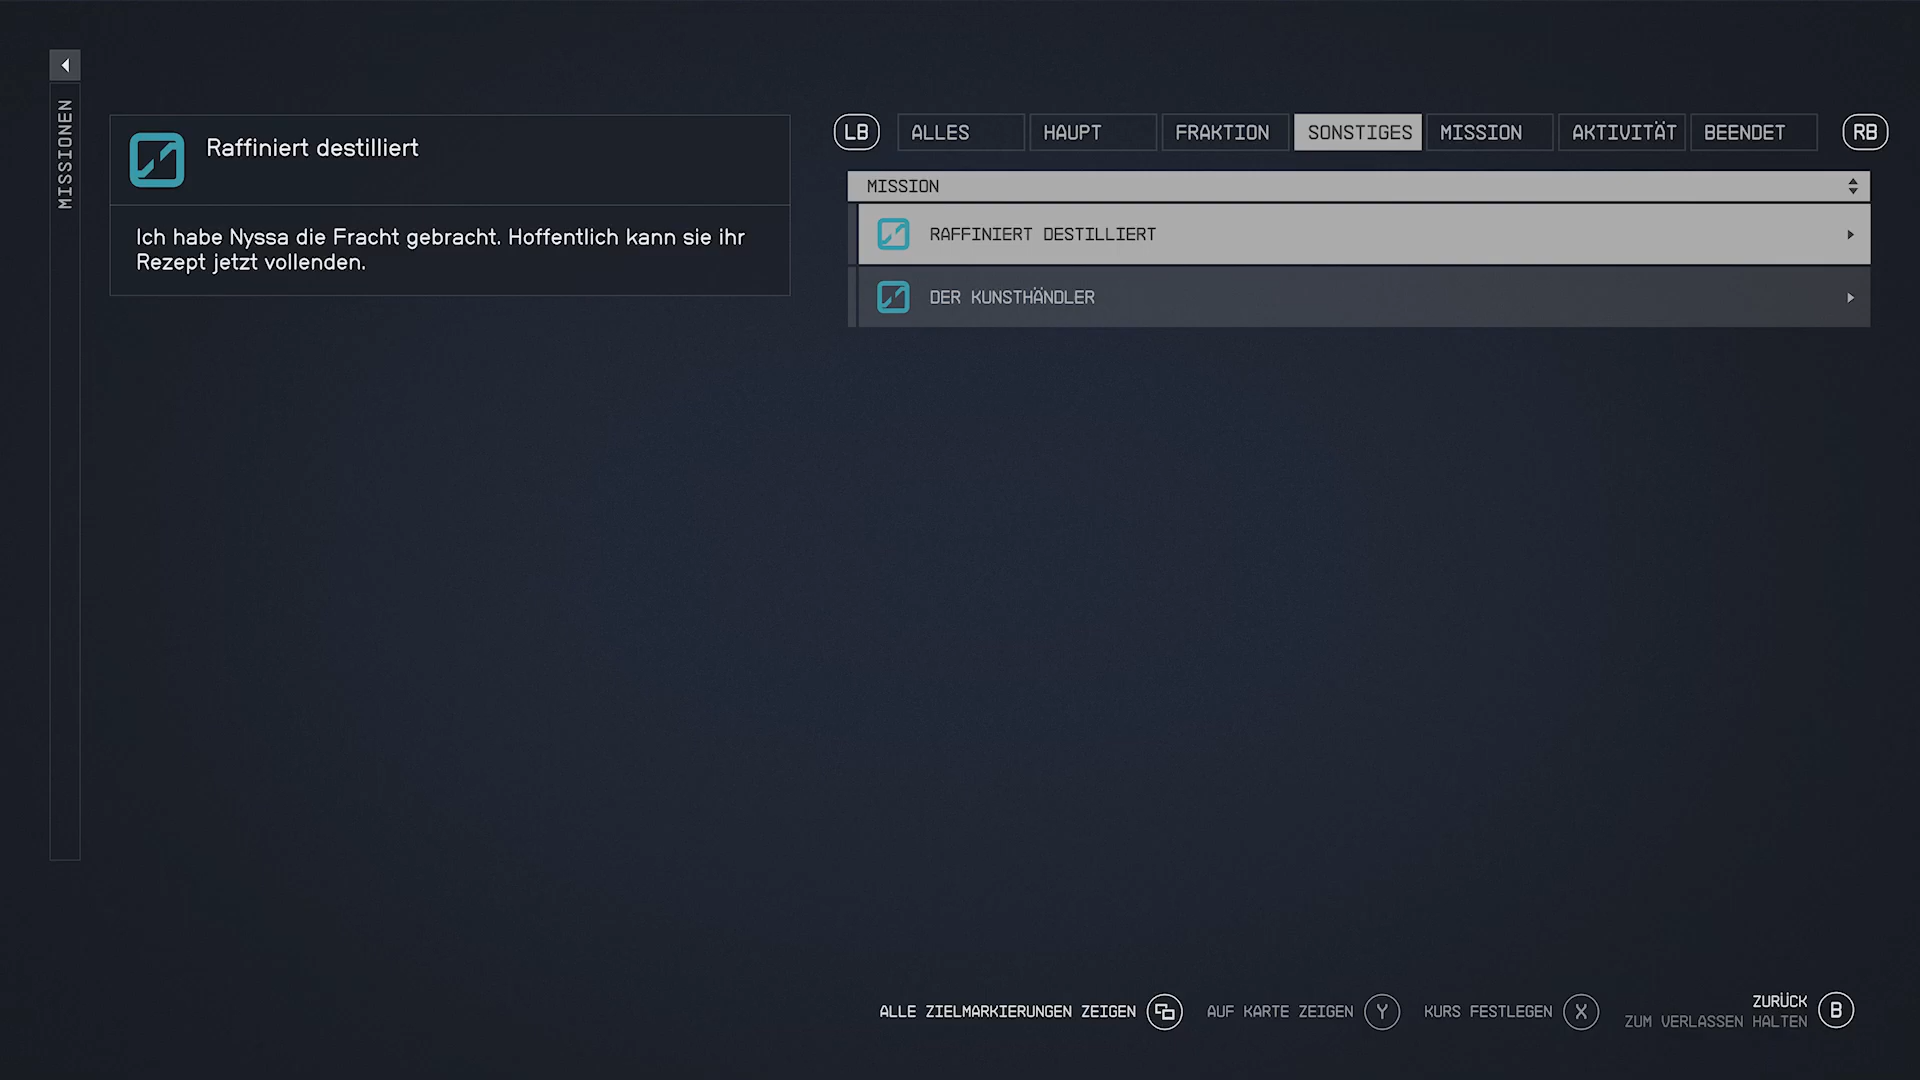 MISSIONEN
Raffiniert destilliert
Ich habe Nyssa die Fracht gebracht. Hoffentlich kann sie ihr
Rezept jetzt vollenden.
LB ALLES HAUPT FRAKTION SONSTIGES MISSION AKTIVITÄT BEENDET RB
MISSION
RAFFINIERT DESTILLIERT
DER KUNSTHÄNDLER
ALLE ZIELMARKIERUNGEN ZEIGEN AUF KARTE ZEIGEN Y KURS FESTLEGEN X ZURÜCK B
ZUM VERLASSEN HALTEN